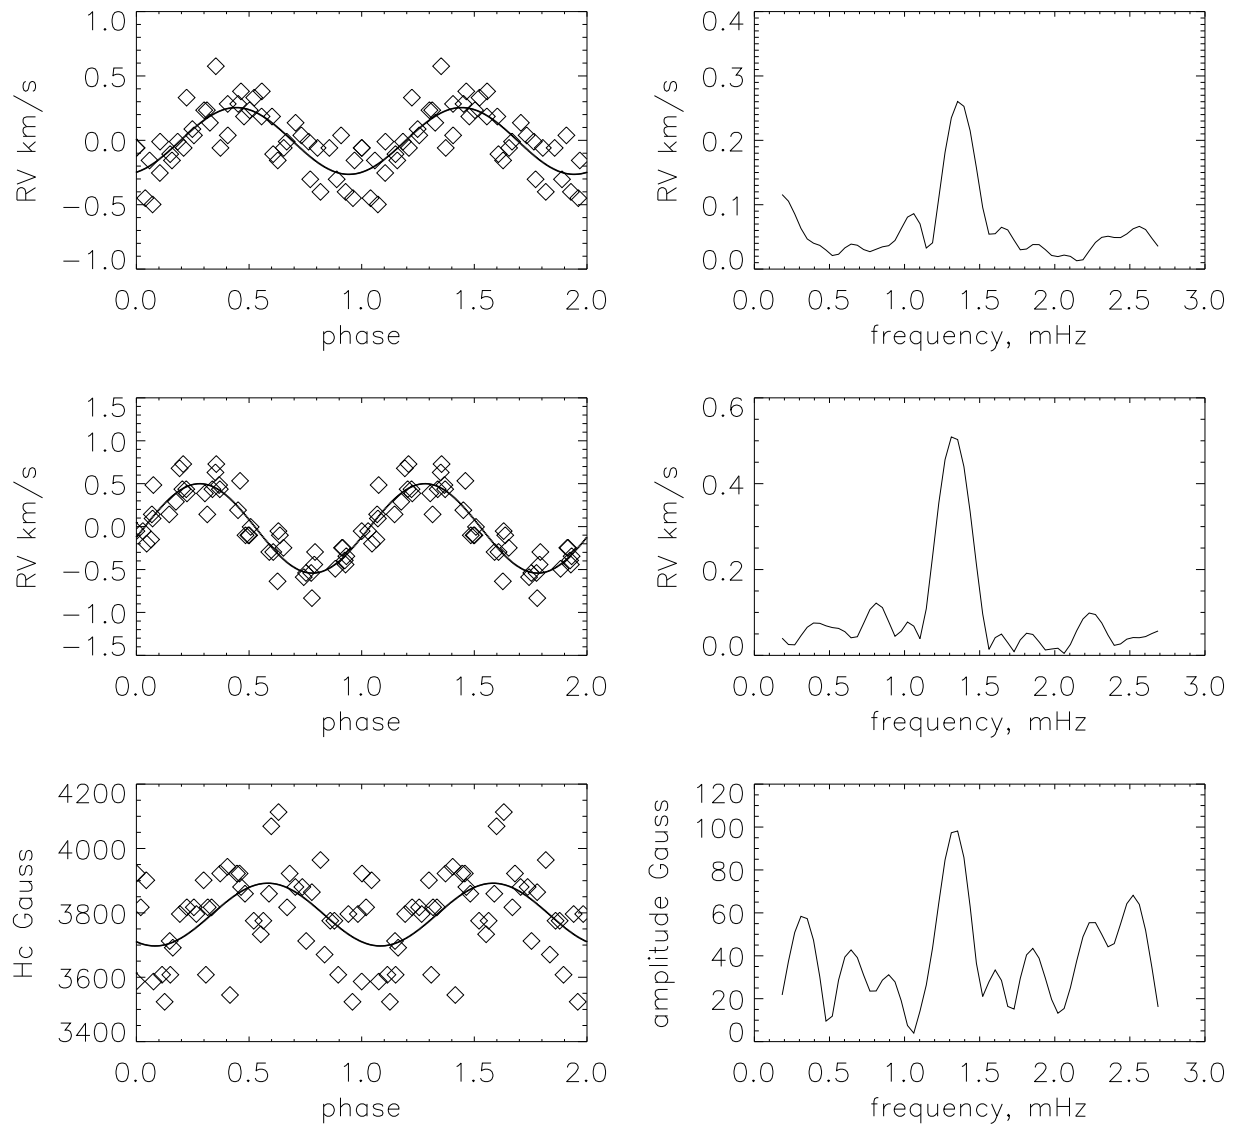 1.0
0.5
0.0
−0.5
−1.0
RV km/s
0.0 0.5 1.0 1.5 2.0
phase
0.4
0.3
0.2
0.1
0.0
RV km/s
0.0 0.5 1.0 1.5 2.0 2.5 3.0
frequency, mHz
1.5
1.0
0.5
0.0
−0.5
−1.0
−1.5
RV km/s
0.0 0.5 1.0 1.5 2.0
phase
0.6
0.4
0.2
0.0
RV km/s
0.0 0.5 1.0 1.5 2.0 2.5 3.0
frequency, mHz
4200
4000
3800
3600
3400
Hc Gauss
0.0 0.5 1.0 1.5 2.0
phase
120
100
80
60
40
20
0
amplitude Gauss
0.0 0.5 1.0 1.5 2.0 2.5 3.0
frequency, mHz